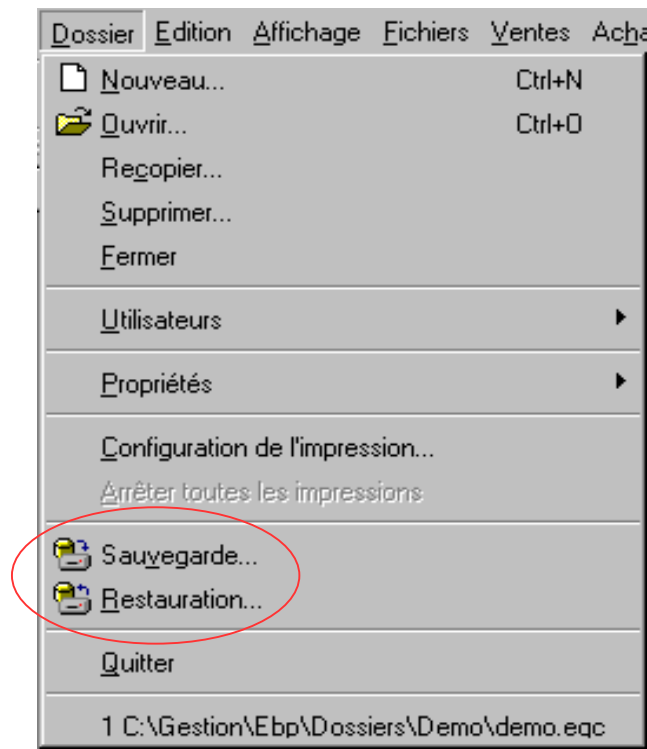 Dossier Edition Affichage Fichiers Ventes Acha
Nouveau... Ctrl+N
Ouvrir... Ctrl+O
Recopier...
Supprimer...
Fermer
Utilisateurs
Propriétés
Configuration de l'impression...
Arrêter toutes les impressions
Sauvegarde...
Restauration...
Quitter
1 C:\Gestion\Ebp\Dossiers\Demo\demo.eqc